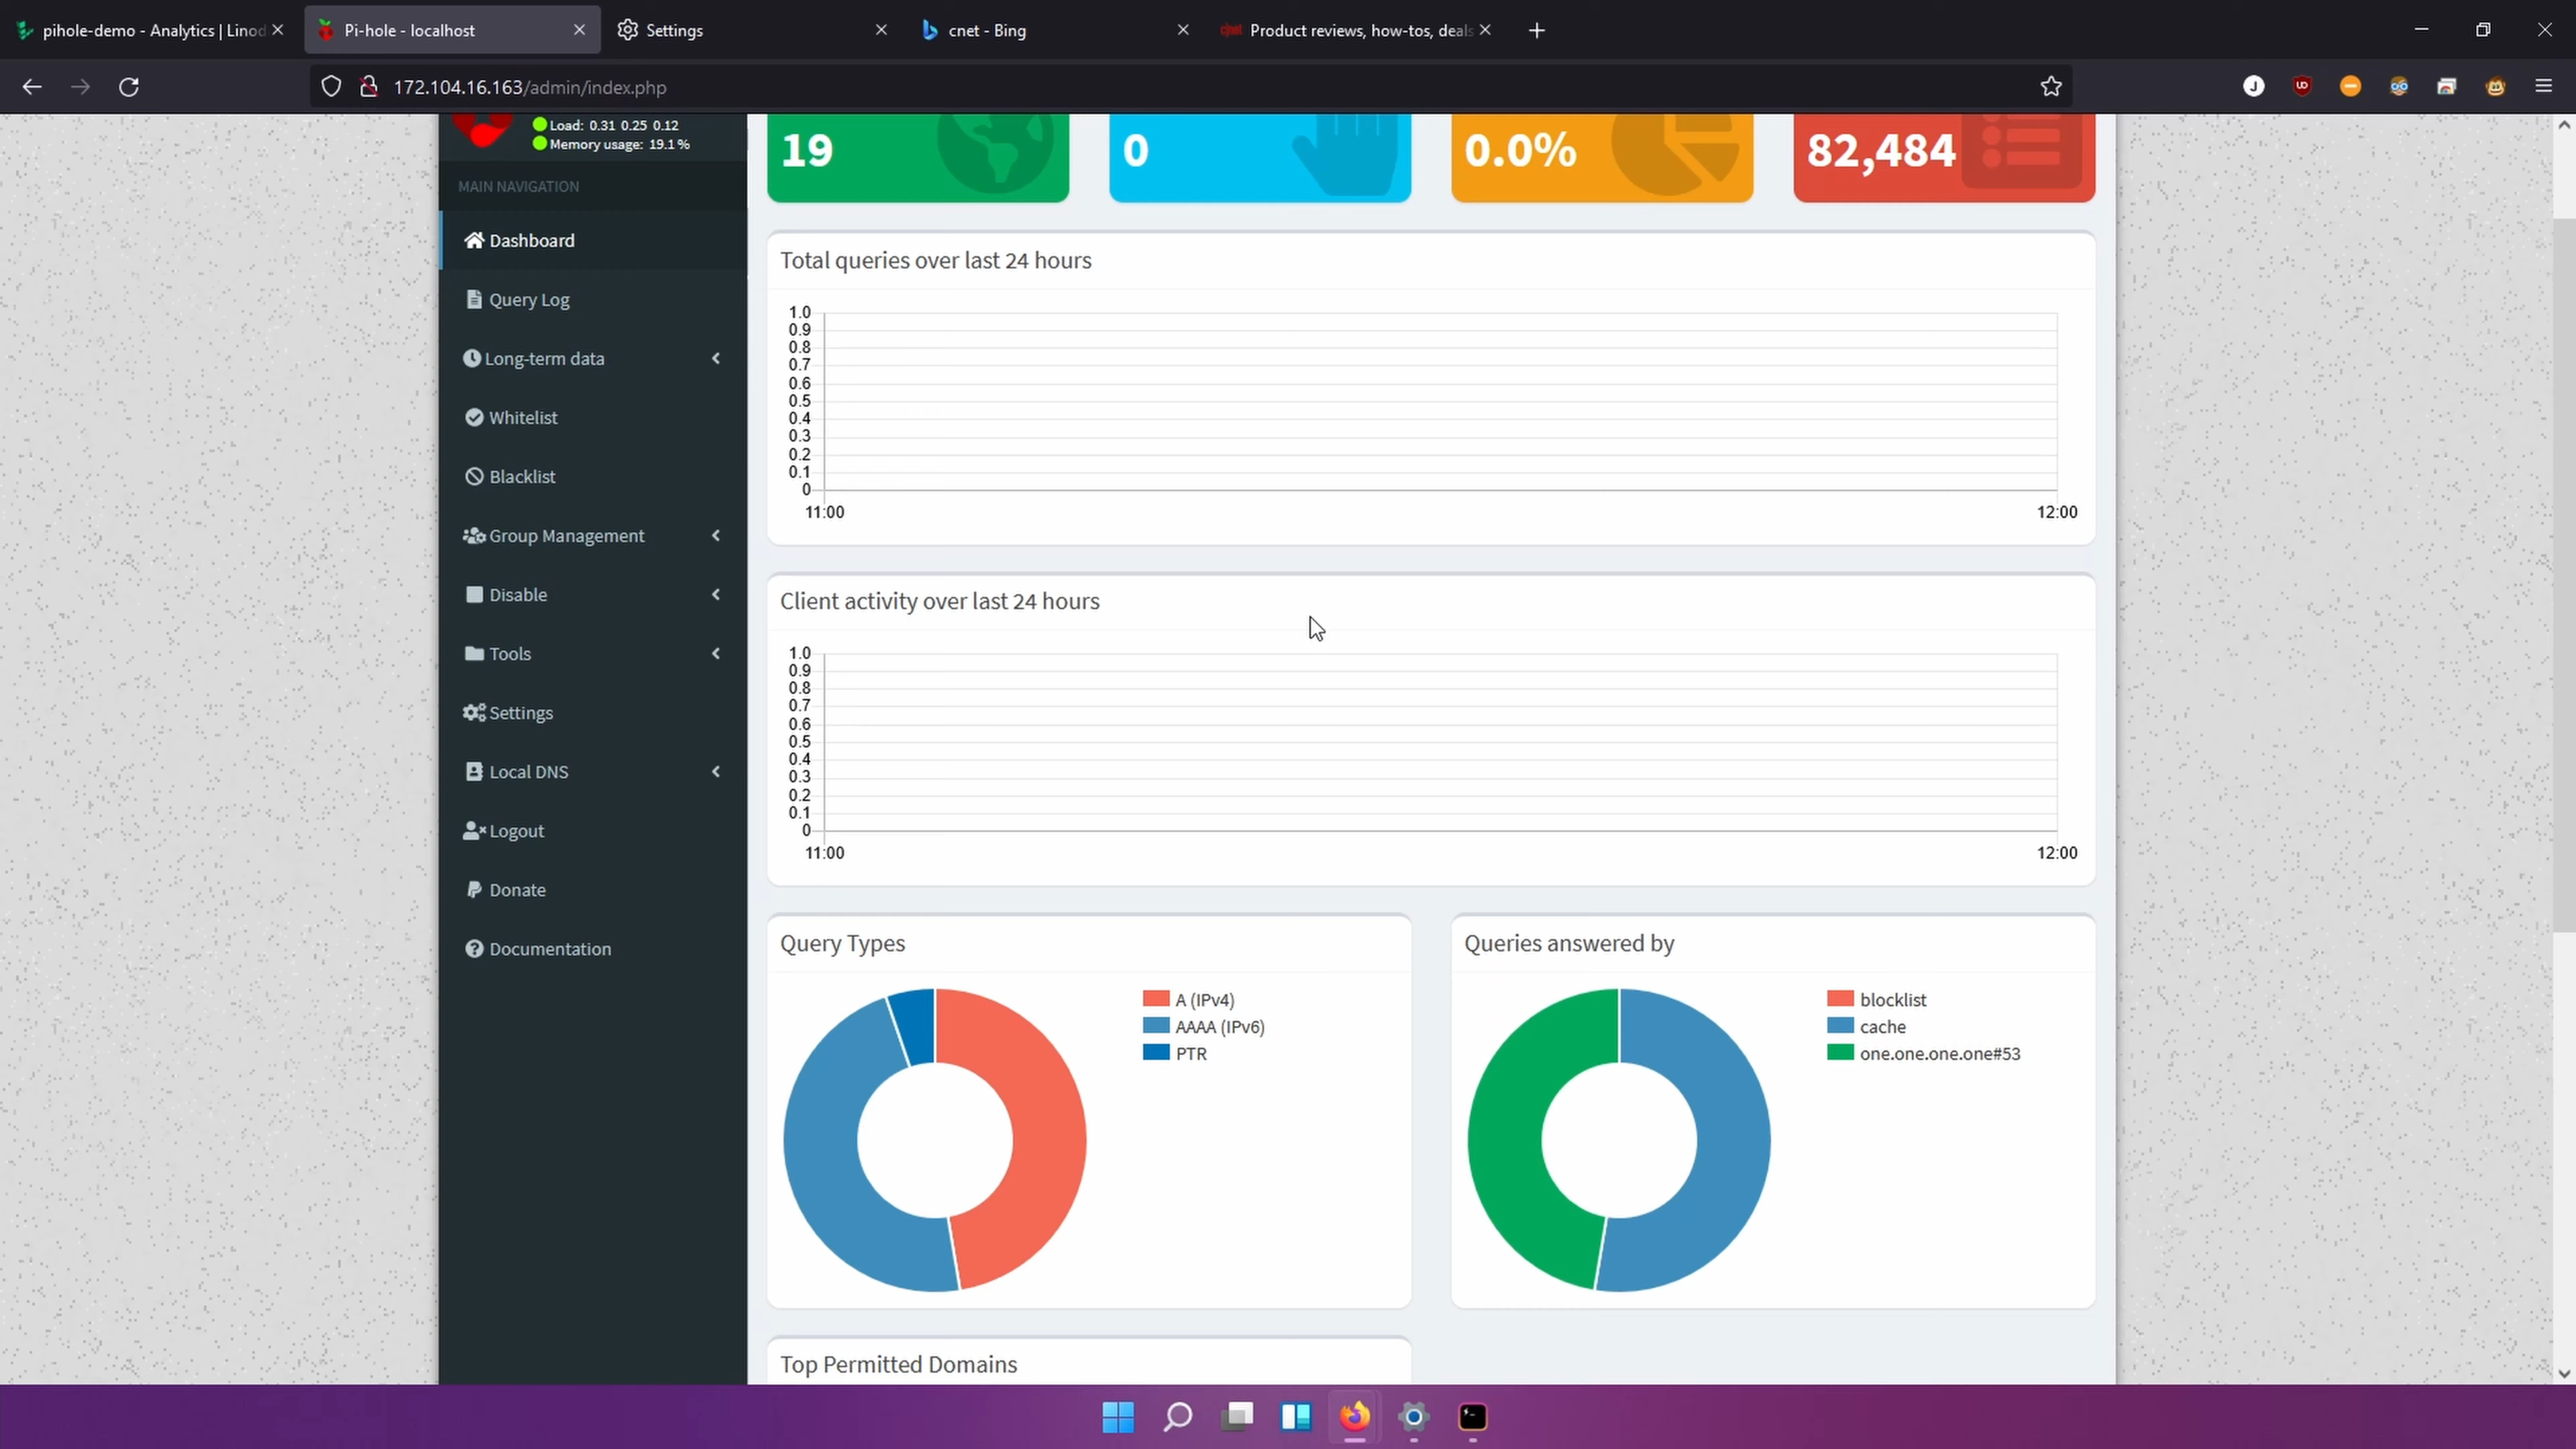 pihole-demo - Analytics | Linod
Pi-hole - localhost
Settings
cnet - Bing
Product reviews, how-tos, deals
172.104.16.163/admin/index.php
Load: 0.31 0.25 0.12
Memory usage: 19.1 %
19
0
0.0%
82,484
MAIN NAVIGATION
Dashboard
Query Log
Long-term data
Whitelist
Blacklist
Group Management
Disable
Tools
Settings
Local DNS
Logout
Donate
Documentation
Total queries over last 24 hours
1.0
0.9
0.8
0.7
0.6
0.5
0.4
0.3
0.2
0.1
0
11:00
12:00
Client activity over last 24 hours
1.0
0.9
0.8
0.7
0.6
0.5
0.4
0.3
0.2
0.1
0
11:00
12:00
Query Types
A (IPv4)
AAAA (IPv6)
PTR
Queries answered by
blocklist
cache
one.one.one.one#53
Top Permitted Domains